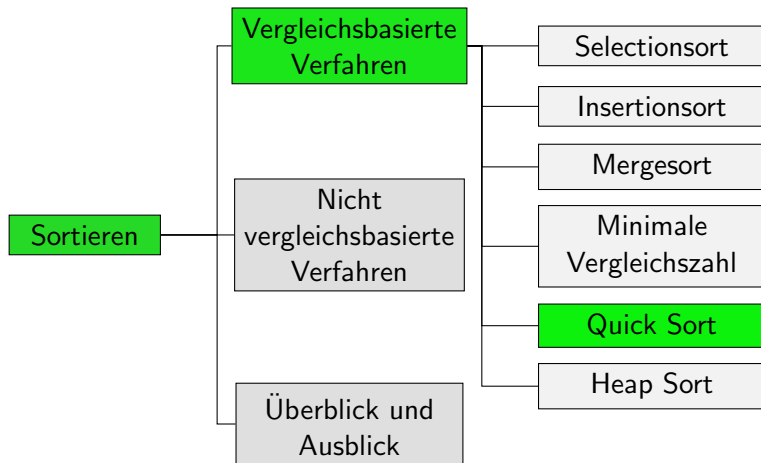 Sortieren
Vergleichsbasierte
Verfahren
Nicht
vergleichsbasierte
Verfahren
Überblick und
Ausblick
Selectionsort
Insertionsort
Mergesort
Minimale
Vergleichszahl
Quick Sort
Heap Sort